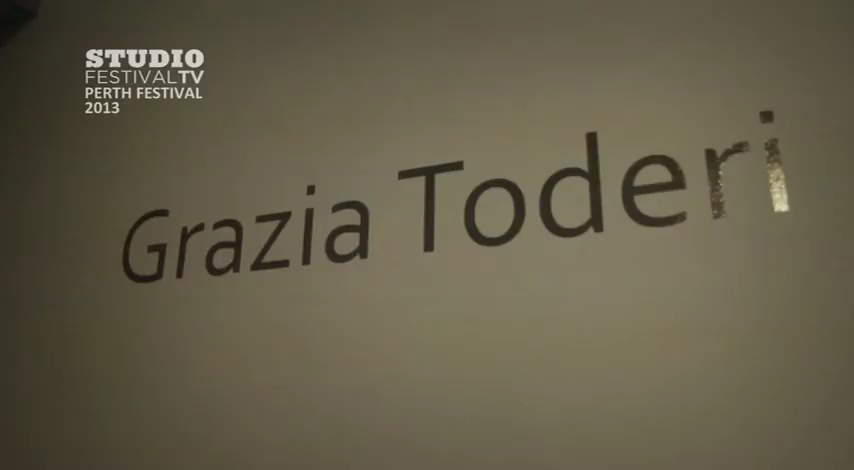 STUDIO
FESTIVALTV
PERTH FESTIVAL
2013
Grazia Toderi